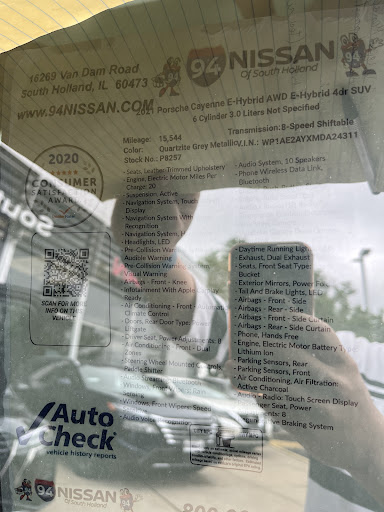 16269 Van Dam Road
South Holland, IL 60473
www.94NISSAN.COM
94 NISSAN
Of South Holland
2021 Porsche Cayenne E-Hybrid AWD E-Hybrid 4dr SUV
6 Cylinder 3.0 Liters Not Specified
Mileage: 15,544
Transmission: 8-Speed Shiftable
Color: Quartzite Grey Metallic
V.I.N.: WP1AE2AYXMDA24311
Stock No.: P8257
2020
CONSUMER
SATISFACTION
AWARD
SCAN FOR MORE
INFO ON THIS
VEHICLE
- Seats, Leather Trimmed Upholstery
- Engine, Electric Motor Miles Per
Charge: 20
- Suspension: Active
- Navigation System, Touch
Display
- Navigation System With
Recognition
- Navigation System,
Headlights, LED
- Pre-Collision Warning
Audible Warning
- Pre-Collision Warning System
Visual Warning
- Airbags - Front - Knee
- Infotainment With Apple
Ready
- Air Conditioning - Front - Automatic
Climate Control
- Doors, Rear Door Type: Power
Liftgate
- Driver Seat, Power Adjustments: 8
- Air Conditioning - Front - Dual
Zones
- Steering Wheel Mounted Controls,
Paddle Shifter
- Windows, Front Wipers: Speed
- Audio System, 10 Speakers
- Phone Wireless Data Link,
Bluetooth
- Daytime Running Lig
- Exhaust, Dual Exhaust
- Seats, Front Seat Type:
Bucket
- Exterior Mirrors, Power Fo
- Tail And Brake Lights, LED
- Airbags - Front - Side
- Airbags - Rear - Side
- Airbags - Front - Side Curtain
- Airbags - Rear - Side Curtain
- Phone, Hands Free
- Engine, Electric Motor Battery Type:
Lithium Ion
- Parking Sensors, Rear
- Parking Sensors, Front
- Air Conditioning, Air Filtration:
Active Charcoal
- Audio - Radio: Touch Screen Display
Seat, Power
ive Braking System
AutoCheck
vehicle history reports
94 NISSAN
Of South Holland